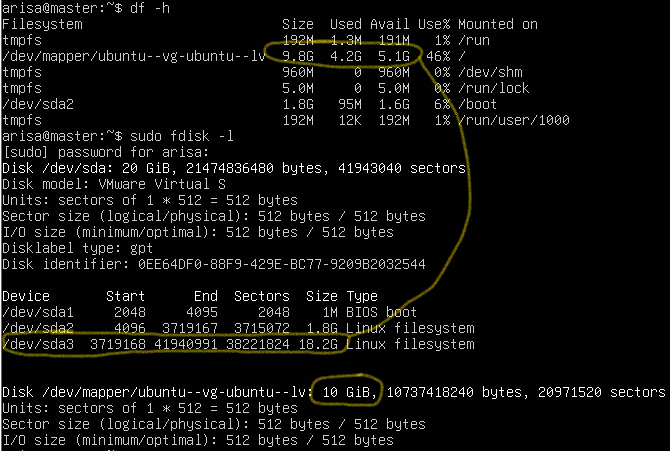 arisa@master:~$ df -h
Filesystem                         Size  Used Avail Use% Mounted on
tmpfs                              192M  1.3M  191M   1% /run
/dev/mapper/ubuntu--vg-ubuntu--lv  9.8G  4.2G  5.1G  46% /
tmpfs                              960M     0  960M   0% /dev/shm
tmpfs                              5.0M     0  5.0M   0% /run/lock
/dev/sda2                          1.8G   95M  1.6G   6% /boot
tmpfs                              192M   12K  192M   1% /run/user/1000
arisa@master:~$ sudo fdisk -l
[sudo] password for arisa:
Disk /dev/sda: 20 GiB, 21474836480 bytes, 41943040 sectors
Disk model: VMware Virtual S
Units: sectors of 1 * 512 = 512 bytes
Sector size (logical/physical): 512 bytes / 512 bytes
I/O size (minimum/optimum): 512 bytes / 512 bytes
Disklabel type: gpt
Disk identifier: 0EE64DF0-88F9-429E-BC77-9209B2032544
Device       Start      End  Sectors  Size Type
/dev/sda1     2048     4095     2048    1M BIOS boot
/dev/sda2     4096  3719167  3715072  1.8G Linux filesystem
/dev/sda3  3719168 41940991 38221824 18.2G Linux filesystem
Disk /dev/mapper/ubuntu--vg-ubuntu--lv: 10 GiB, 10737418240 bytes, 20971520 sectors
Units: sectors of 1 * 512 = 512 bytes
Sector size (logical/physical): 512 bytes / 512 bytes
I/O size (minimum/optimum): 512 bytes / 512 bytes